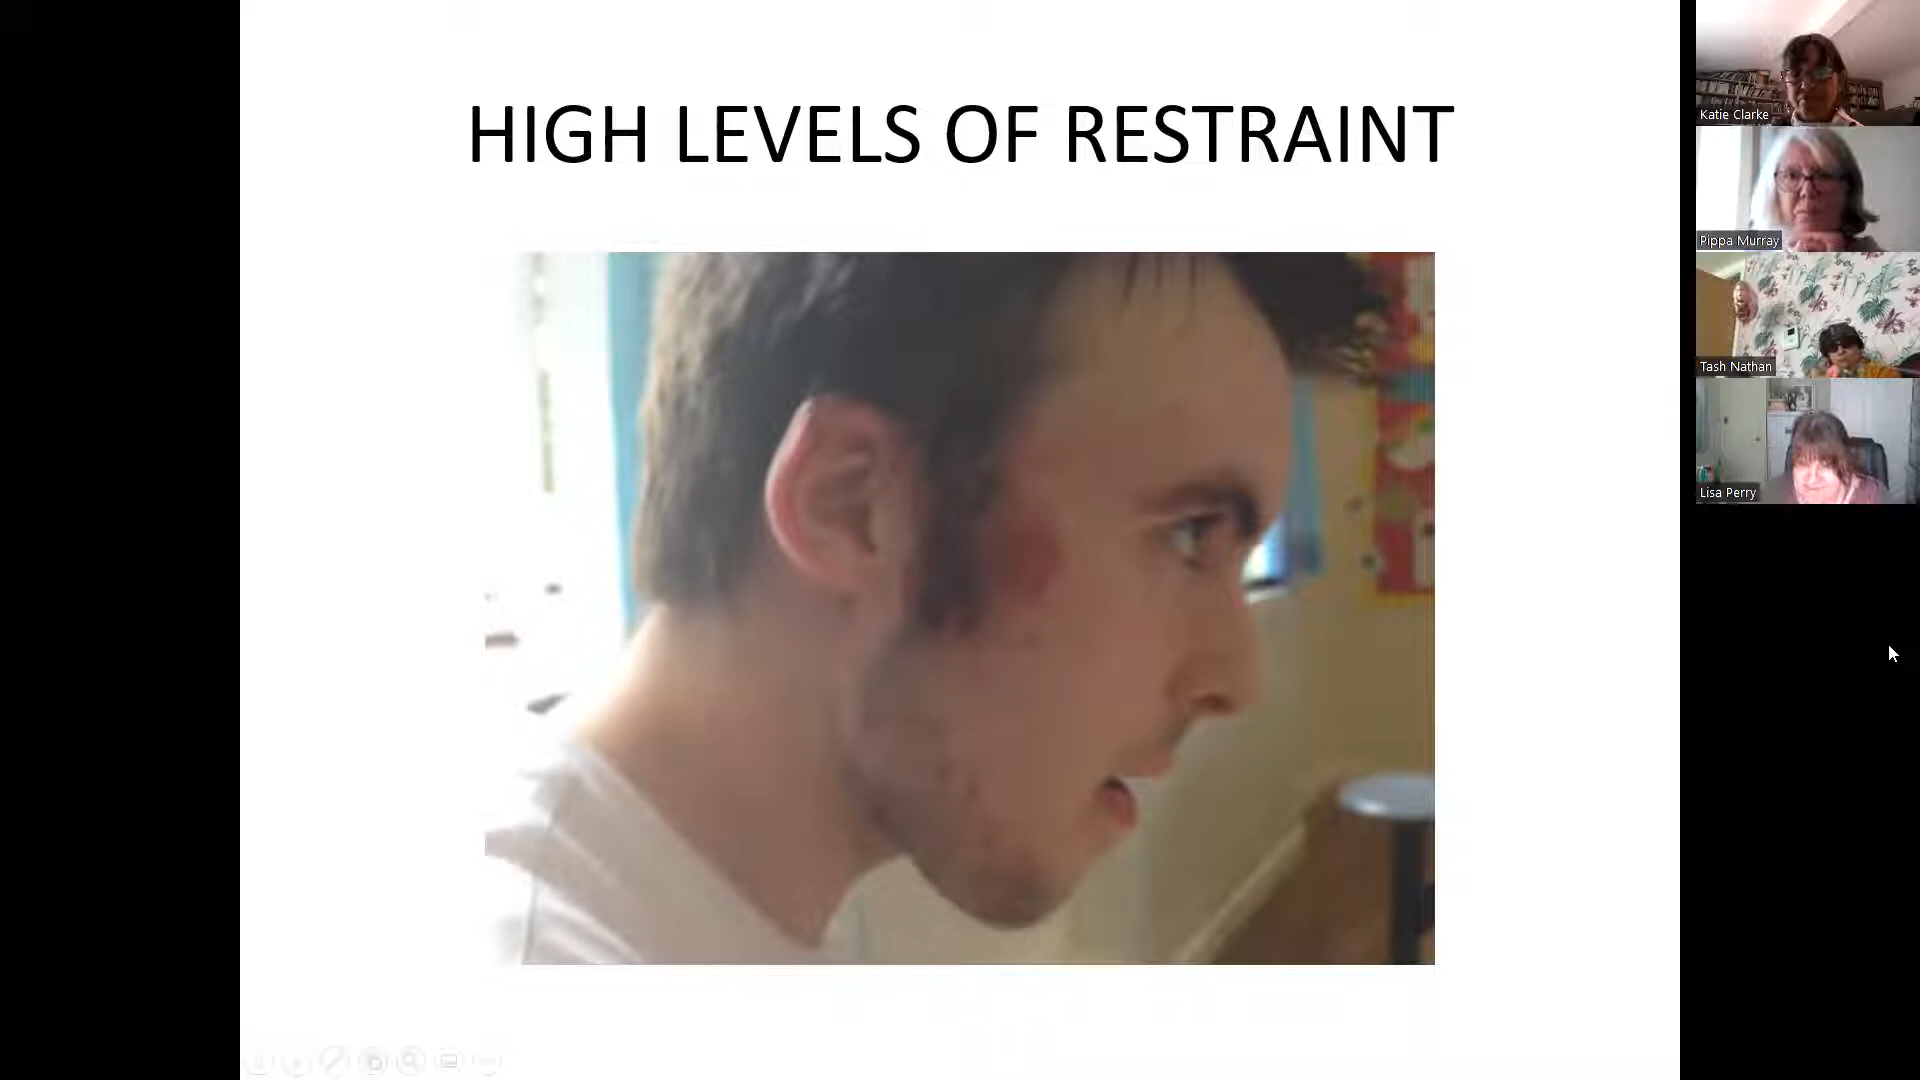 HIGH LEVELS OF RESTRAINT
Katie Clarke
Pippa Murray
Tash Nathan
Lisa Perry